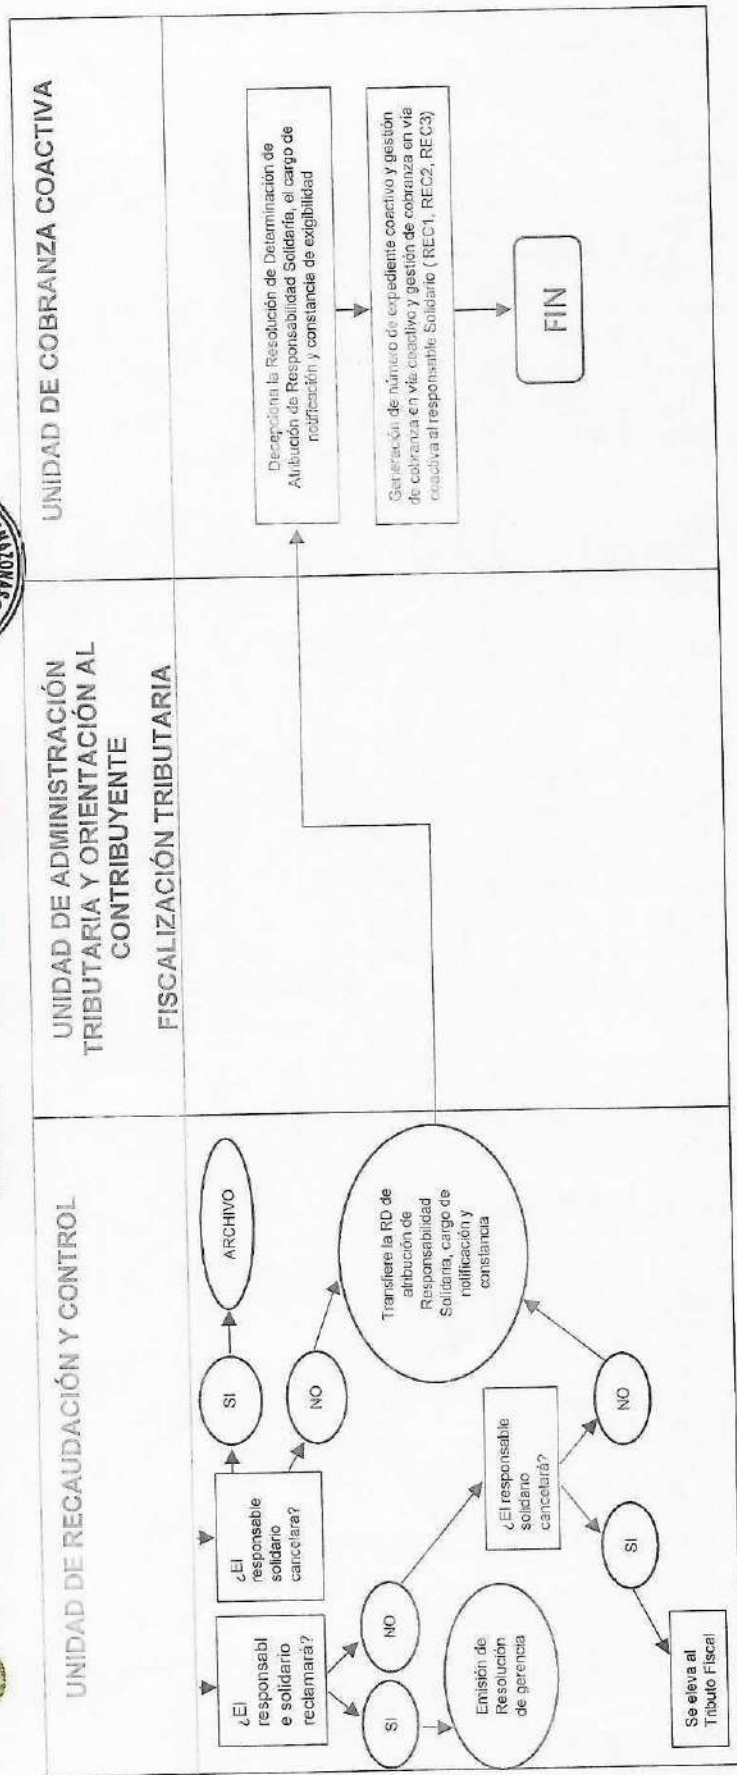 UNIDAD DE RECAUDACIÓN Y CONTROL
UNIDAD DE ADMINISTRACIÓN
TRIBUTARIA Y ORIENTACIÓN AL
CONTRIBUYENTE
FISCALIZACIÓN TRIBUTARIA
UNIDAD DE COBRANZA COACTIVA
¿El
responsabl
e solidario
reclamará?
SI
NO
Emisión de
Resolución
de gerencia
¿El
responsable
solidario
cancelara?
SI
NO
ARCHIVO
¿El responsable
solidario
cancelará?
SI
NO
Se eleva al
Tributo Fiscal
Transfiere la RD de
atribución de
Responsabilidad
Solidaria, cargo de
notificación y
constancia
Decepciona la Resolución de Determinación de
Atribución de Responsabilidad Solidaría, el cargo de
notificación y constancia de exigibilidad
Generación de número de expediente coactivo y gestión
de cobranza en vía coactivo y gestión de cobranza en vía
coactiva al responsable Solidario ( REC1, REC2, REC3)
FIN